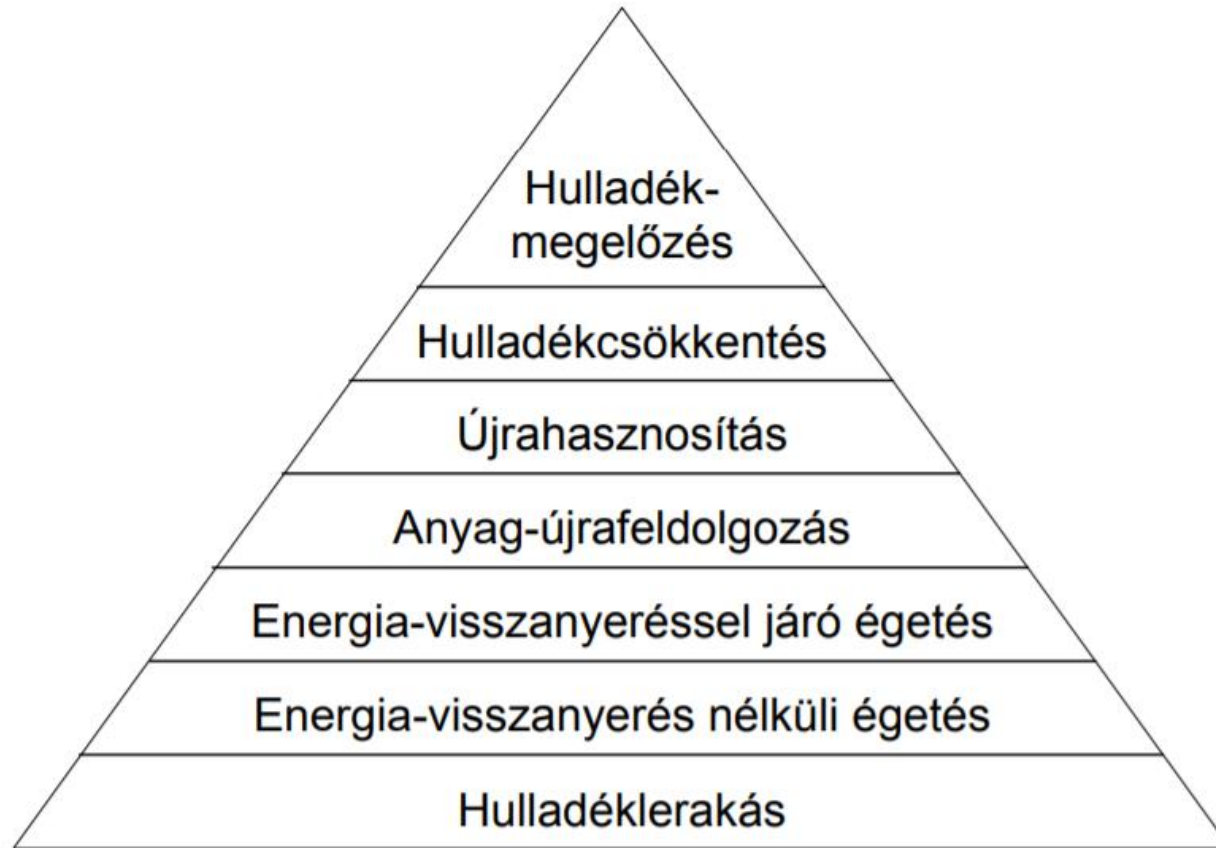 Hulladék-
megelőzés
Hulladékcsökkentés
Újrahasznosítás
Anyag-újrafeldolgozás
Energia-visszanyeréssel járó égetés
Energia-visszanyerés nélküli égetés
Hulladéklerakás